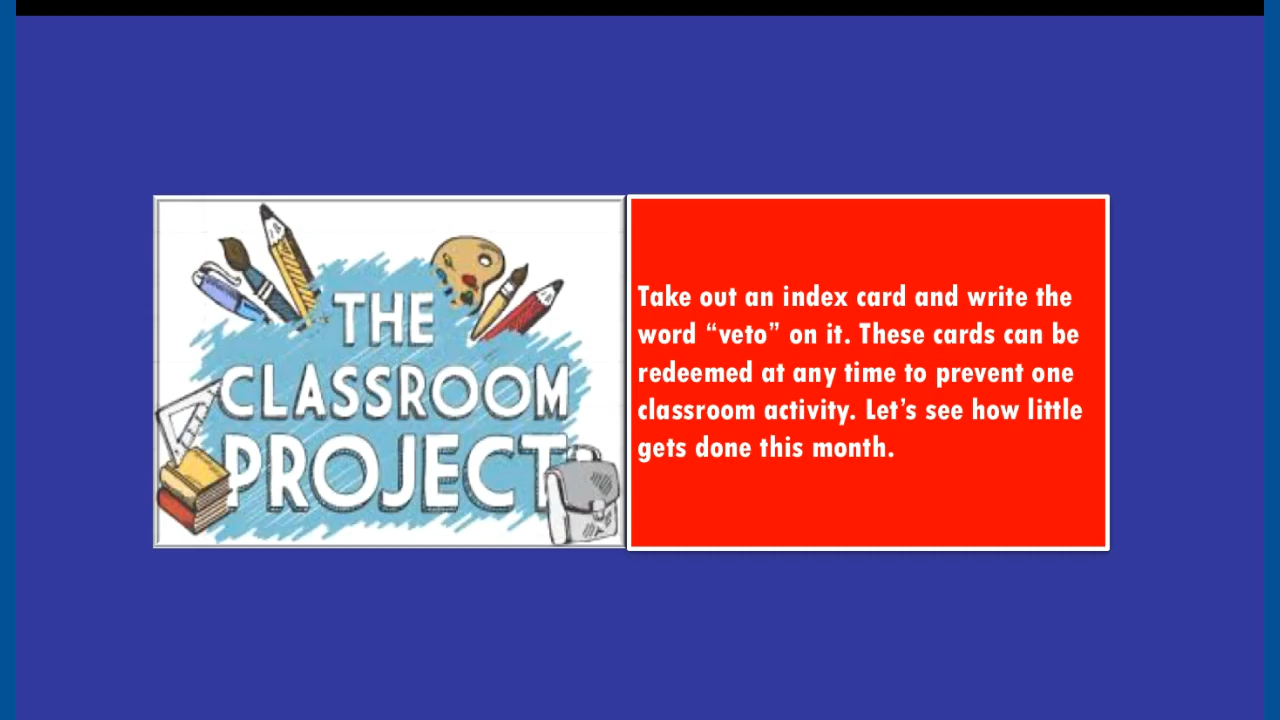 THE
CLASSROOM
PROJECT
Take out an index card and write the
word “veto” on it. These cards can be
redeemed at any time to prevent one
classroom activity. Let’s see how little
gets done this month.